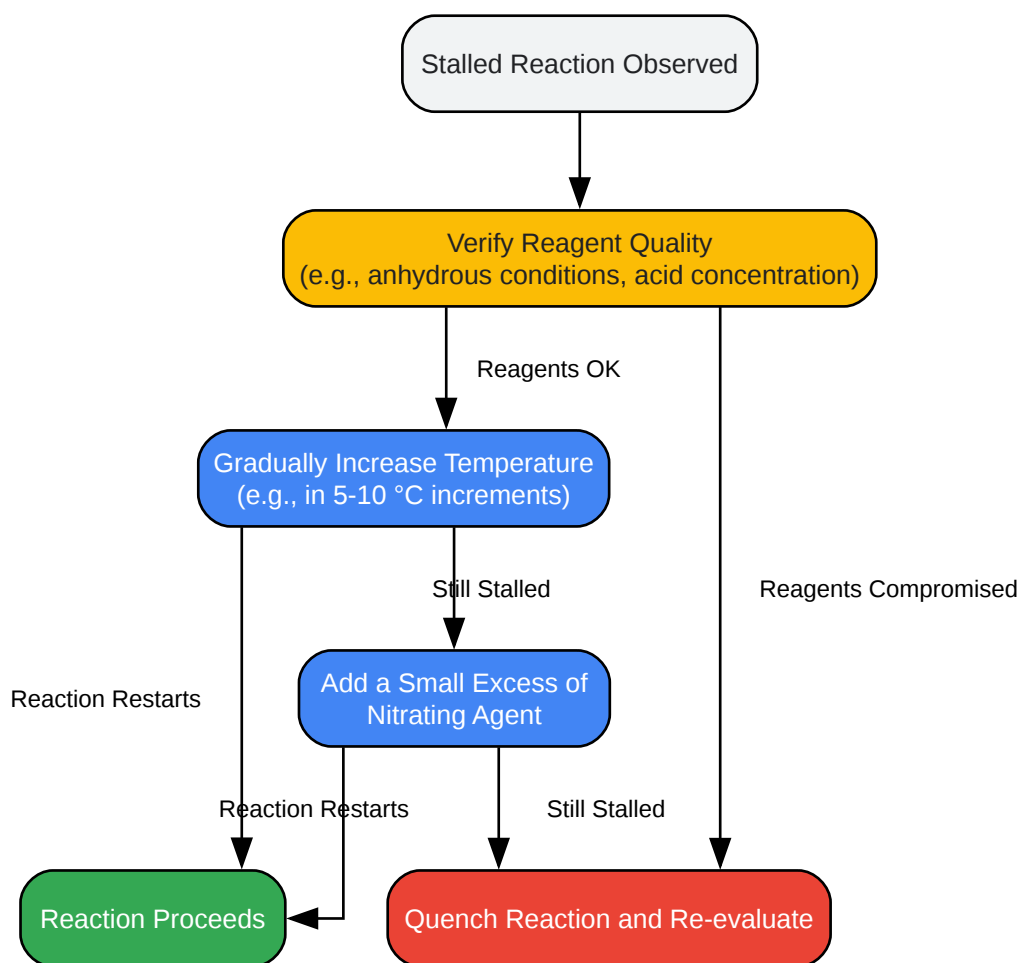 Stalled Reaction Observed
Verify Reagent Quality
(e.g., anhydrous conditions, acid concentration)
Reagents OK
Gradually Increase Temperature
(e.g., in 5-10 °C increments)
Still Stalled
Reagents Compromised
Add a Small Excess of
Nitrating Agent
Reaction Restarts
Reaction Restarts
Still Stalled
Reaction Proceeds
Quench Reaction and Re-evaluate